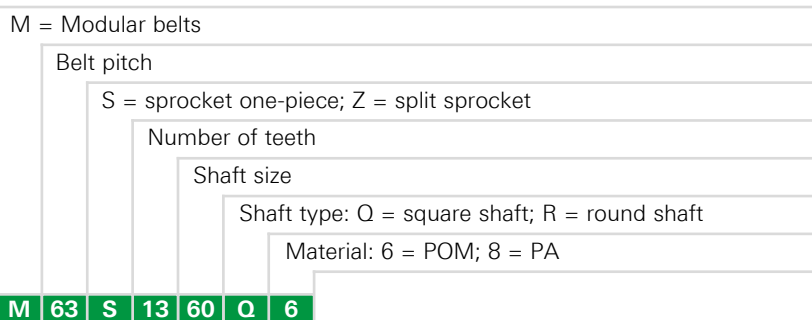 M = Modular belts
Belt pitch
S = sprocket one-piece; Z = split sprocket
Number of teeth
Shaft size
Shaft type: Q = square shaft; R = round shaft
Material: 6 = POM; 8 = PA
M 63 S 13 60 Q 6